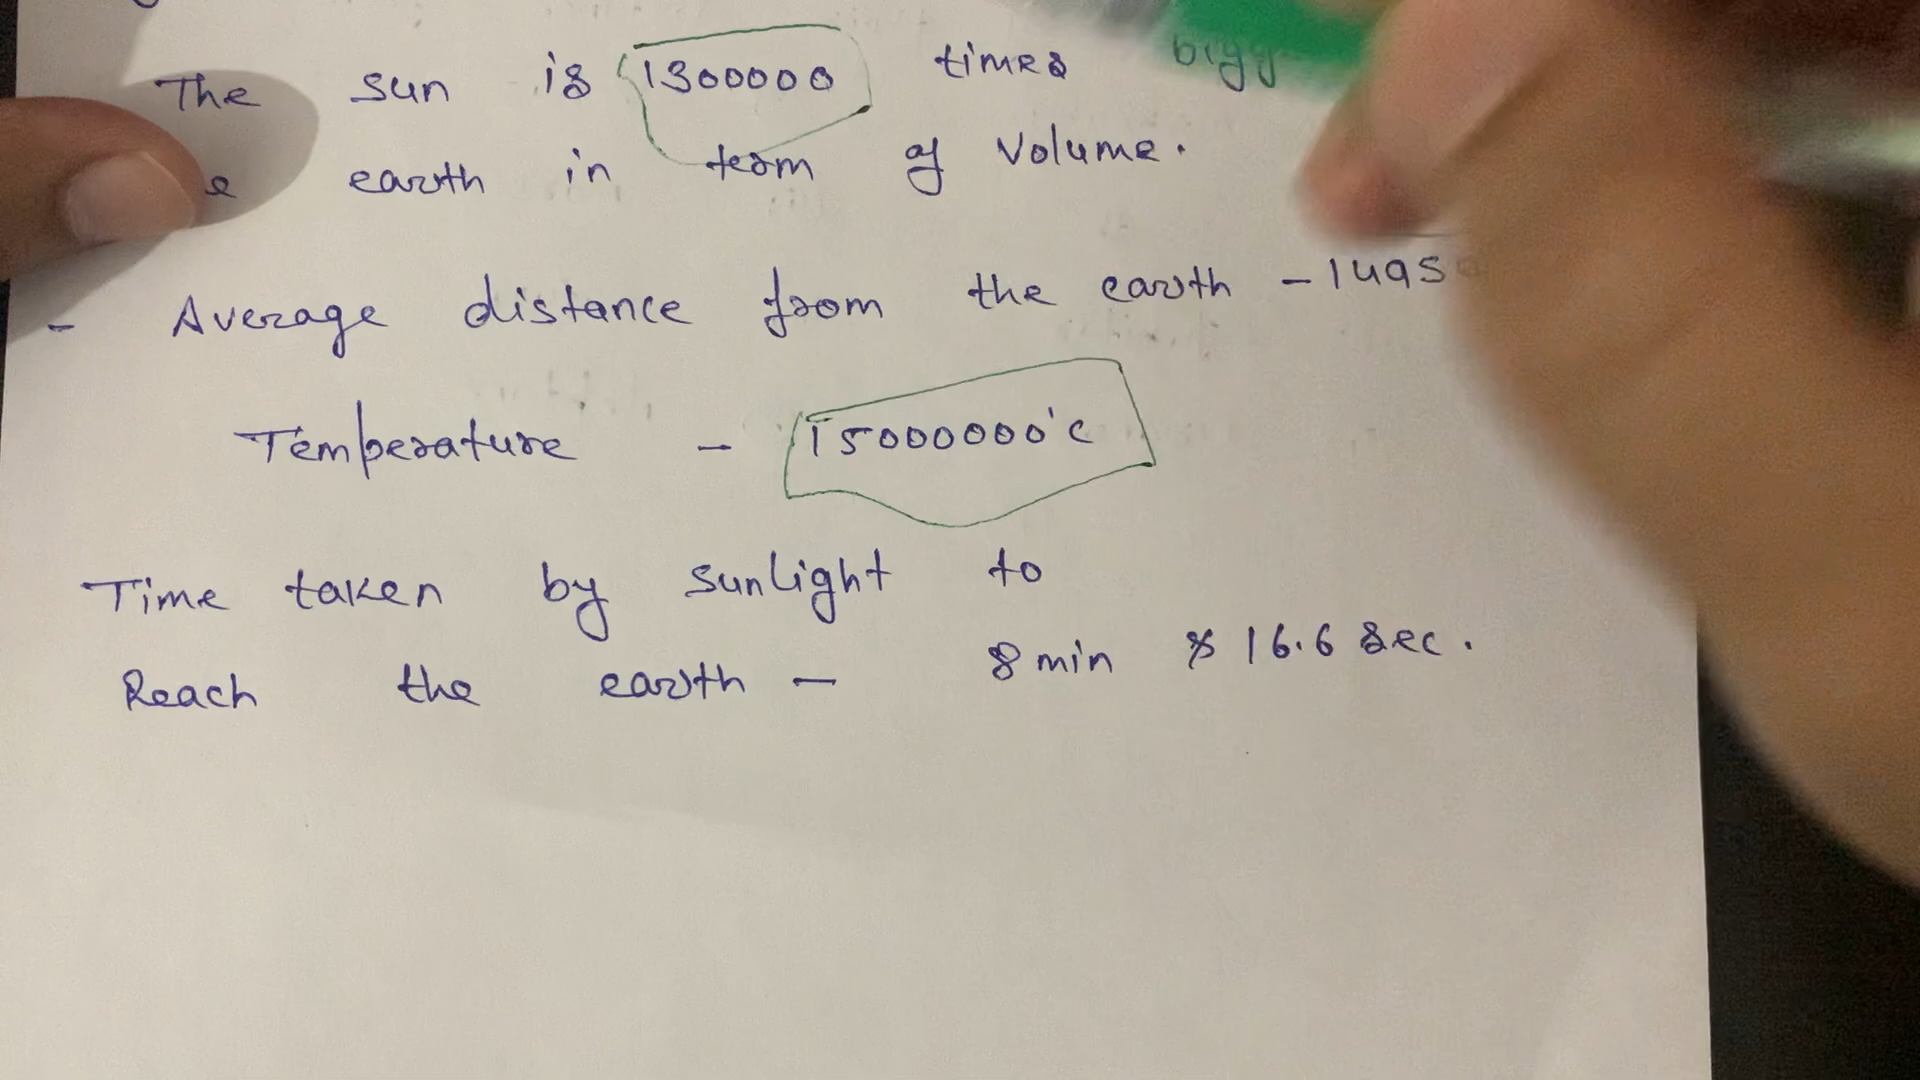 The sun is 1300000 times bigg
e earth in term of Volume.
- Average distance from the earth - 1495
Temperature - 15000000°c
Time taken by sunlight to
Reach the earth - 8 min & 16.6 sec.